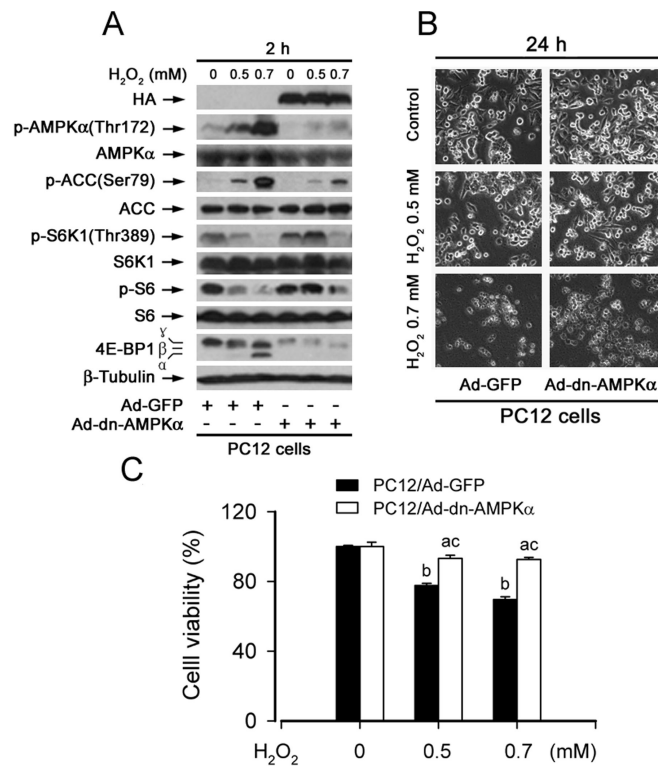 A
2 h
H₂O₂ (mM) 0 0.5 0.7 0 0.5 0.7
HA
p-AMPKα(Thr172)
AMPKα
p-ACC(Ser79)
ACC
p-S6K1(Thr389)
S6K1
p-S6
S6
γ
4E-BP1 β
α
β-Tubulin
Ad-GFP + + + - - -
Ad-dn-AMPKα - - - + + +
PC12 cells
B
24 h
Control
H₂O₂ 0.5 mM
H₂O₂ 0.7 mM
Ad-GFP Ad-dn-AMPKα
PC12 cells
C
PC12/Ad-GFP
PC12/Ad-dn-AMPKα
Celll viability (%)
120
80
40
0
b ac b ac
H₂O₂ 0 0.5 0.7 (mM)